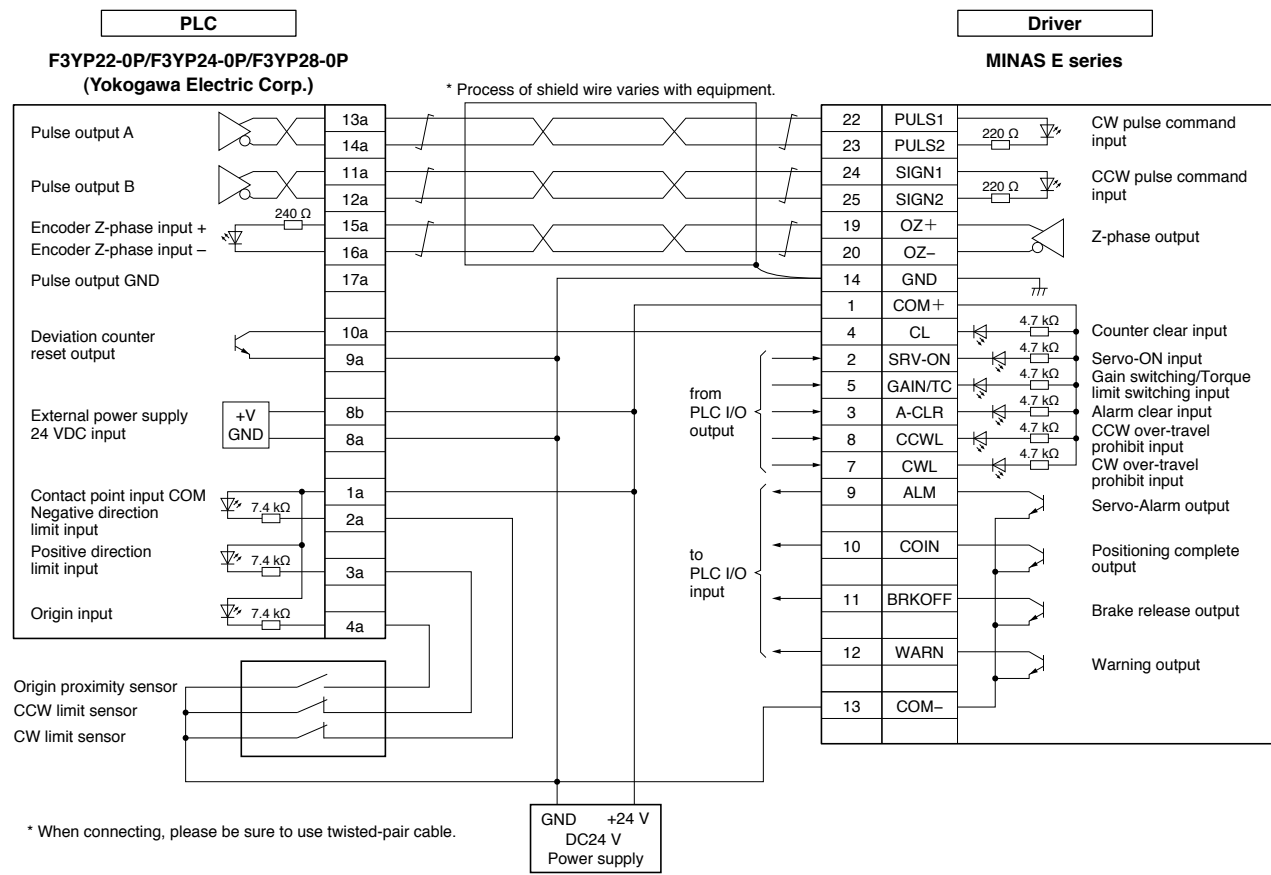 PLC
F3YP22-0P/F3YP24-0P/F3YP28-0P
(Yokogawa Electric Corp.)
Driver
MINAS E series
* Process of shield wire varies with equipment.
Pulse output A
13a
14a
Pulse output B
11a
12a
Encoder Z-phase input +
240 Ω
15a
Encoder Z-phase input –
16a
Pulse output GND
17a
Deviation counter
reset output
10a
9a
External power supply
24 VDC input
+V
GND
8b
8a
Contact point input COM
1a
Negative direction
limit input
7.4 kΩ
2a
Positive direction
limit input
7.4 kΩ
3a
Origin input
7.4 kΩ
4a
22 PULS1
23 PULS2
220 Ω
CW pulse command
input
24 SIGN1
25 SIGN2
220 Ω
CCW pulse command
input
19 OZ+
20 OZ–
Z-phase output
14 GND
1 COM+
4 CL
4.7 kΩ
Counter clear input
2 SRV-ON
4.7 kΩ
Servo-ON input
5 GAIN/TC
4.7 kΩ
Gain switching/Torque
limit switching input
3 A-CLR
4.7 kΩ
Alarm clear input
8 CCWL
4.7 kΩ
CCW over-travel
prohibit input
7 CWL
4.7 kΩ
CW over-travel
prohibit input
from
PLC I/O
output
9 ALM
Servo-Alarm output
10 COIN
Positioning complete
output
11 BRKOFF
Brake release output
12 WARN
Warning output
13 COM–
to
PLC I/O
input
Origin proximity sensor
CCW limit sensor
CW limit sensor
GND +24 V
DC24 V
Power supply
* When connecting, please be sure to use twisted-pair cable.